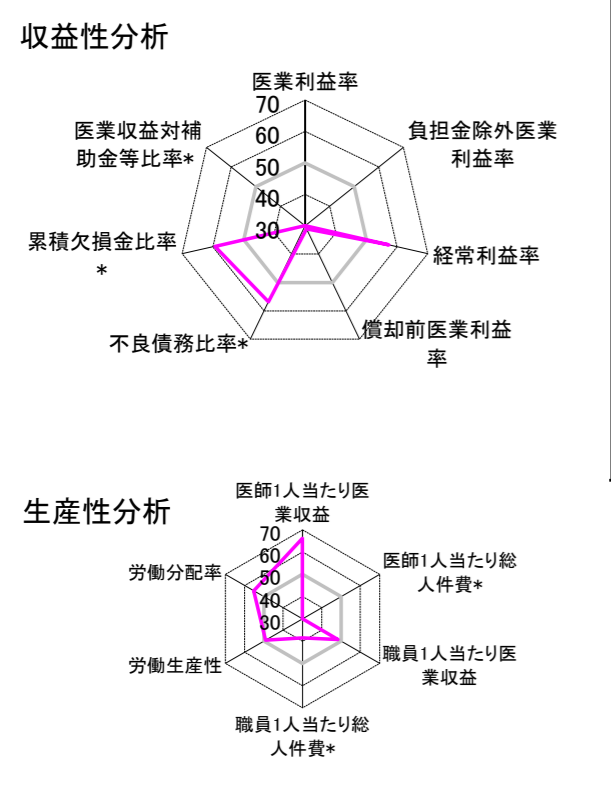 収益性分析
医業利益率
70
60
50
40
30
負担金除外医業
利益率
経常利益率
償却前医業利益
率
不良債務比率*
累積欠損金比率
*
医業収益対補
助金等比率*
生産性分析
医師1人当たり医
業収益
70
60
50
40
30
医師1人当たり総
人件費*
職員1人当たり医
業収益
職員1人当たり総
人件費*
労働生産性
労働分配率